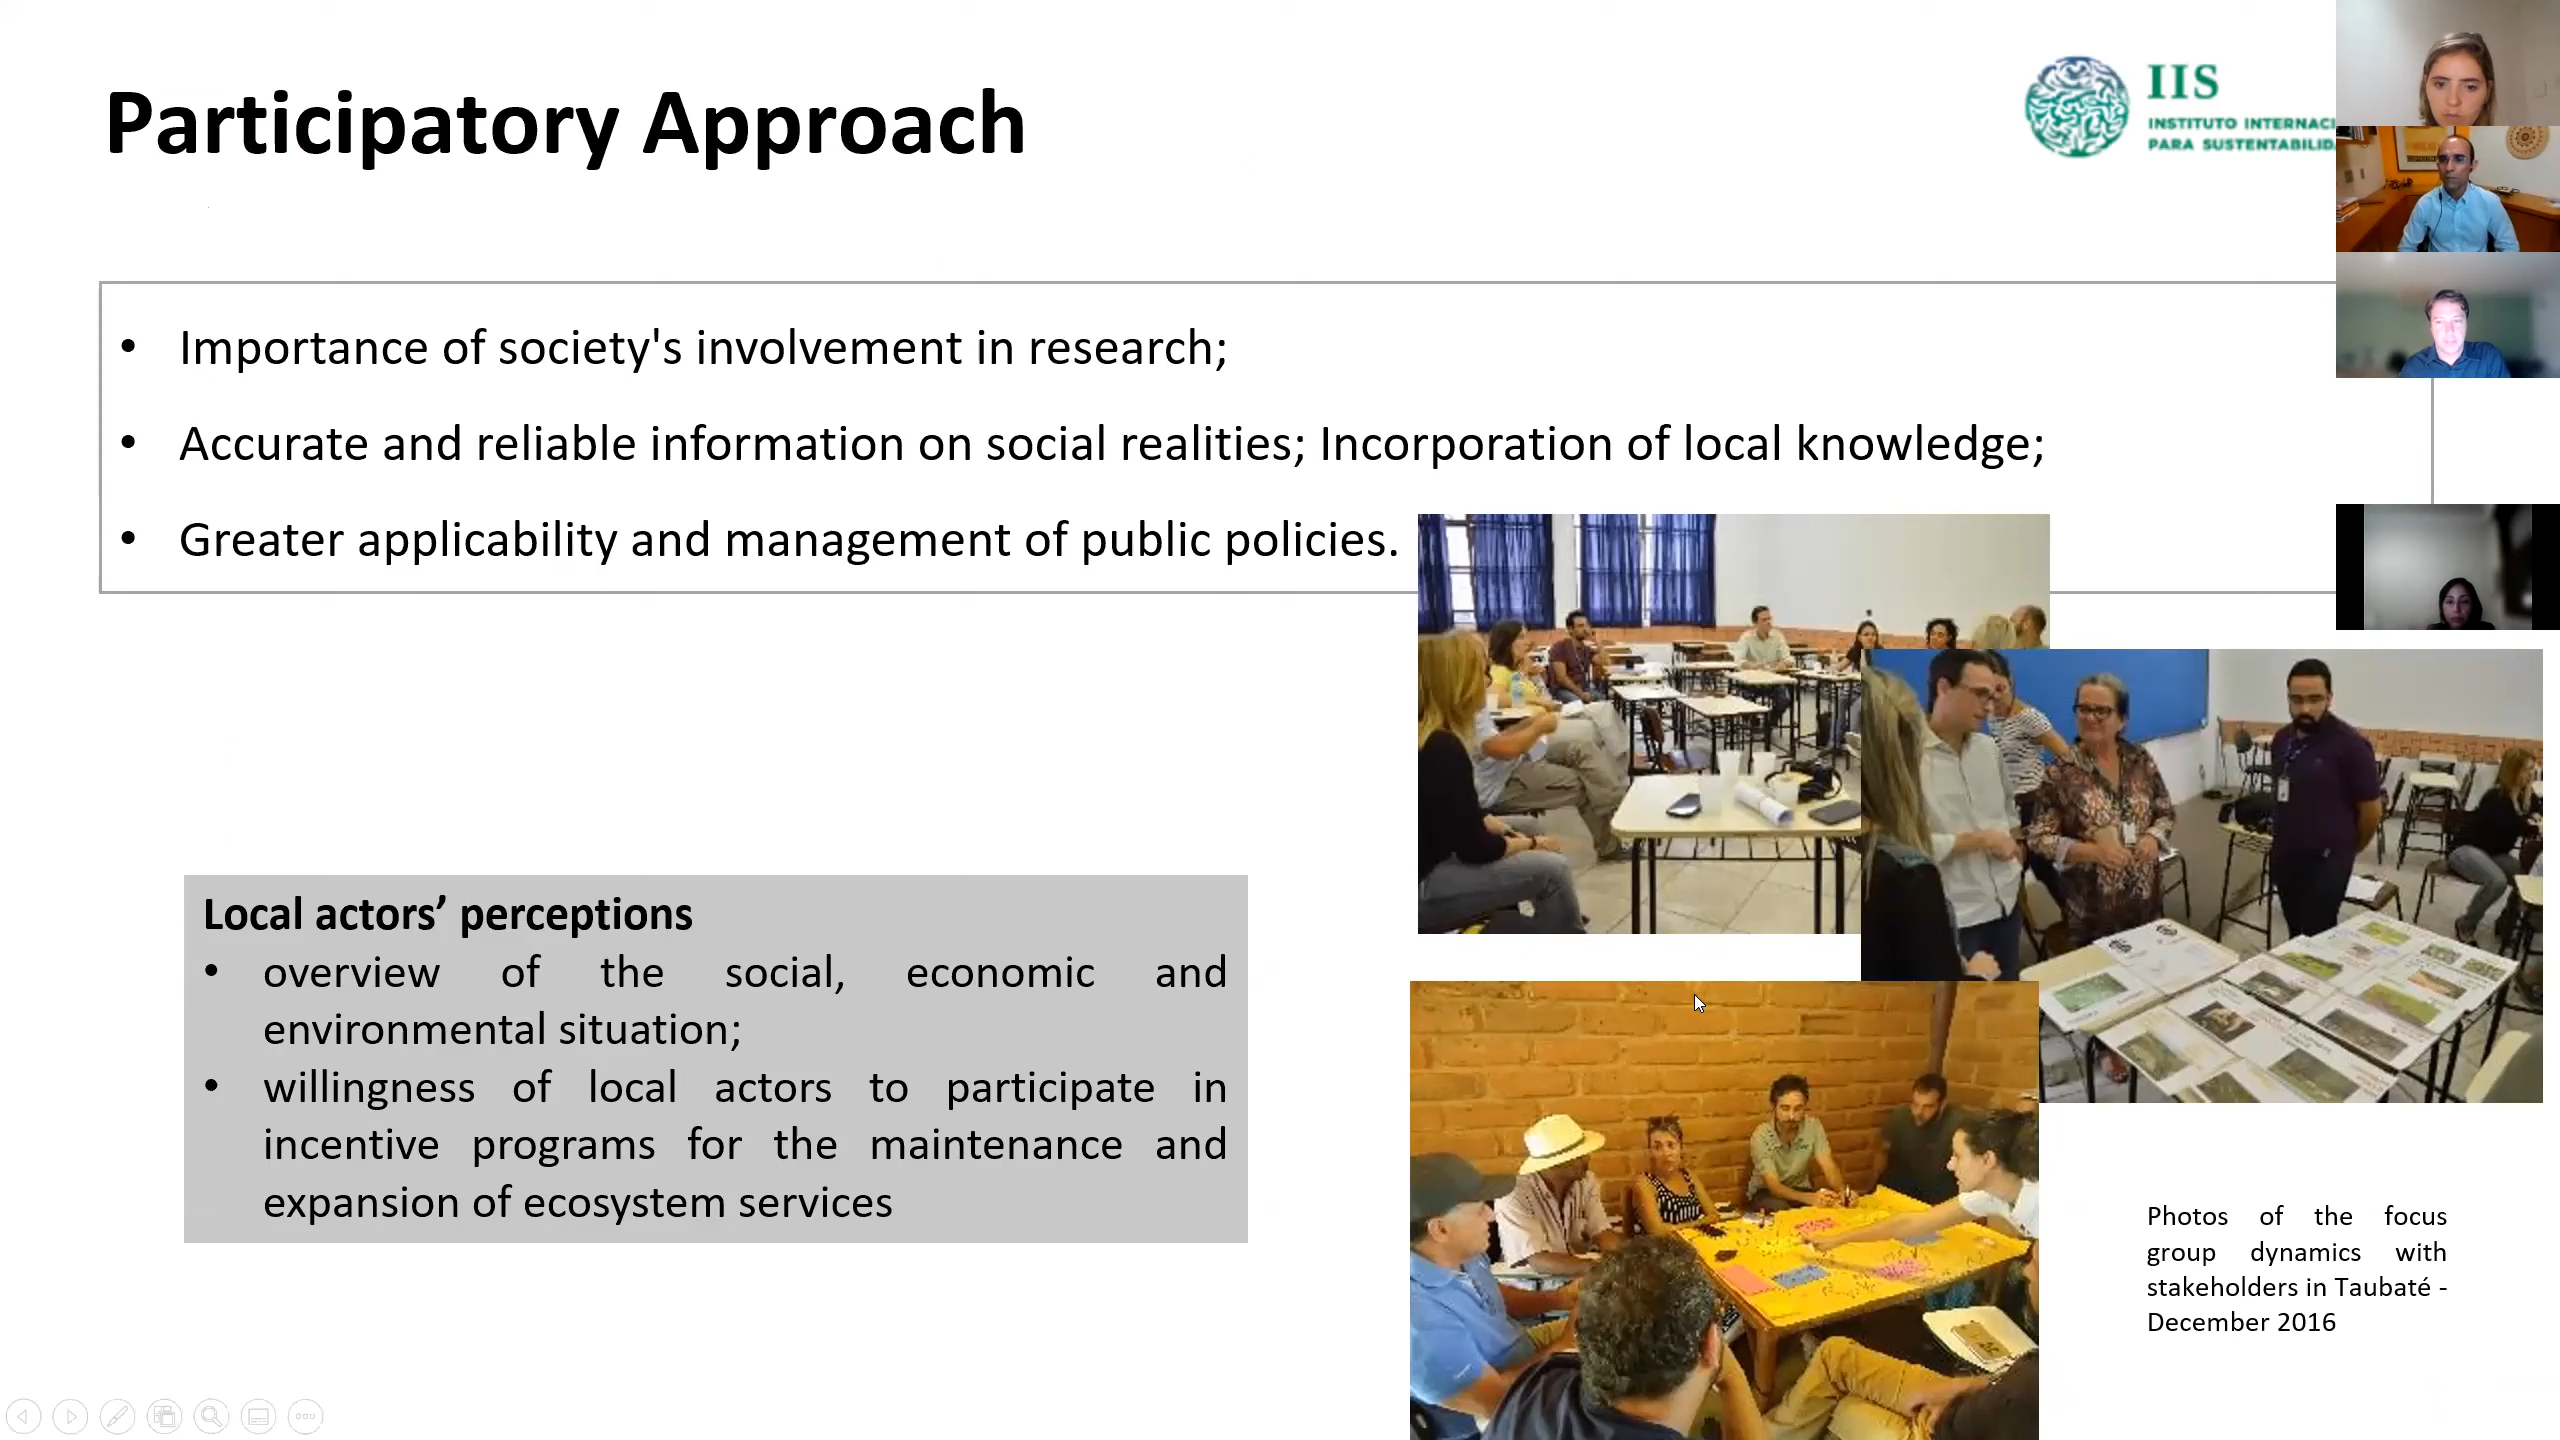 Participatory Approach
IIS
INSTITUTO INTERNACI
PARA SUSTENTABILID
• Importance of society's involvement in research;
• Accurate and reliable information on social realities; Incorporation of local knowledge;
• Greater applicability and management of public policies.
Local actors’ perceptions
• overview of the social, economic and
environmental situation;
• willingness of local actors to participate in
incentive programs for the maintenance and
expansion of ecosystem services
Photos of the focus
group dynamics with
stakeholders in Taubaté -
December 2016